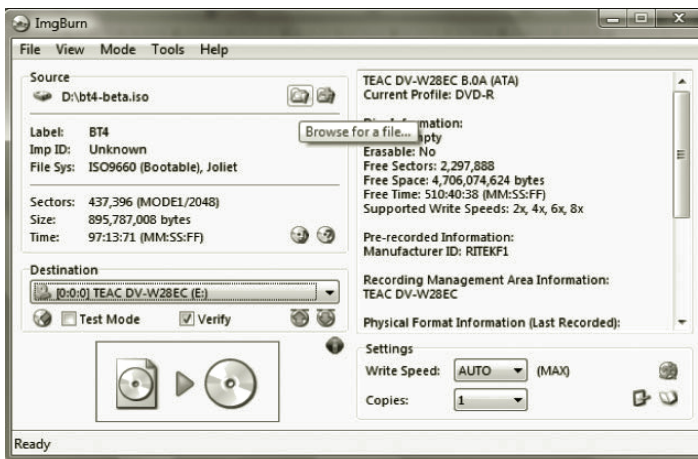 ImgBurn
File View Mode Tools Help
Source
D:\bt4-beta.iso
Browse for a file...
Label: BT4
Imp ID: Unknown
File Sys: ISO9660 (Bootable), Joliet
Sectors: 437,396 (MODE1/2048)
Size: 895,787,008 bytes
Time: 97:13:71 (MM:SS:FF)
Destination
[0:0:0] TEAC DV-W28EC (E:)
Test Mode Verify
TEAC DV-W28EC B.0A (ATA)
Current Profile: DVD-R
mation:
mpty
Erasable: No
Free Sectors: 2,297,888
Free Space: 4,706,074,624 bytes
Free Time: 510:40:38 (MM:SS:FF)
Supported Write Speeds: 2x, 4x, 6x, 8x
Pre-recorded Information:
Manufacturer ID: RITEKF1
Recording Management Area Information:
TEAC DV-W28EC
Physical Format Information (Last Recorded):
Settings
Write Speed: AUTO (MAX)
Copies: 1
Ready